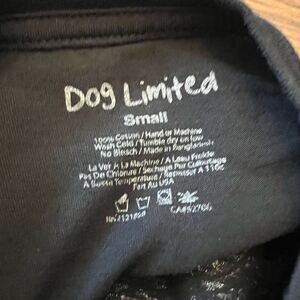 Dog Limited
Small
100% Cotton / Hand or Machine
Wash Cold / Tumble dry on low
No Bleach / Made in Bangladesh
La Ver A La Machine / A Eau Froide
Pas De Chlorure / Sechage Par Culbutage
A Basse Temperature / Repasser A 110c
Fait Au USA
CA#52706